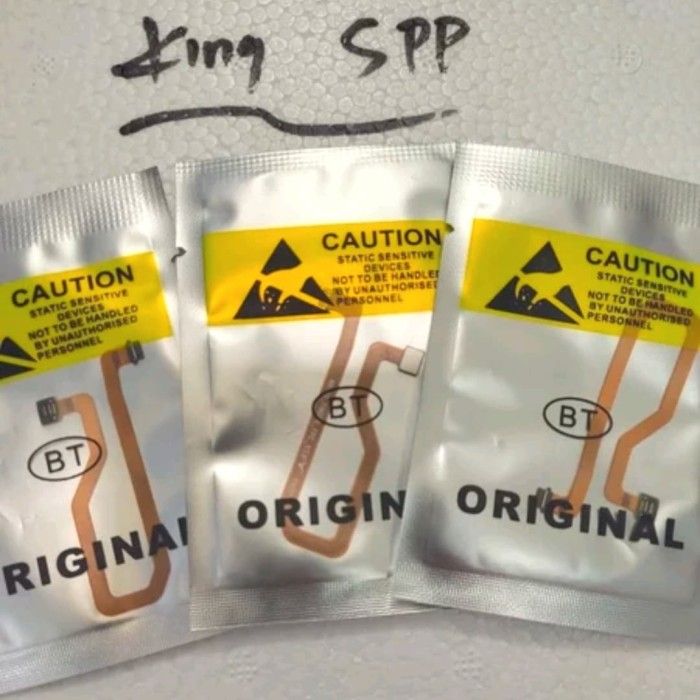 King SPP
CAUTION
STATIC SENSITIVE
DEVICES
NOT TO BE HANDLED
BY UNAUTHORISED
PERSONNEL
BT
RIGINAL
CAUTION
STATIC SENSITIVE
DEVICES
NOT TO BE HANDLED
BY UNAUTHORISED
PERSONNEL
BT
ORIGIN
CAUTION
STATIC SENSITIVE
DEVICES
NOT TO BE HANDLED
BY UNAUTHORISED
PERSONNEL
BT
ORIGINAL